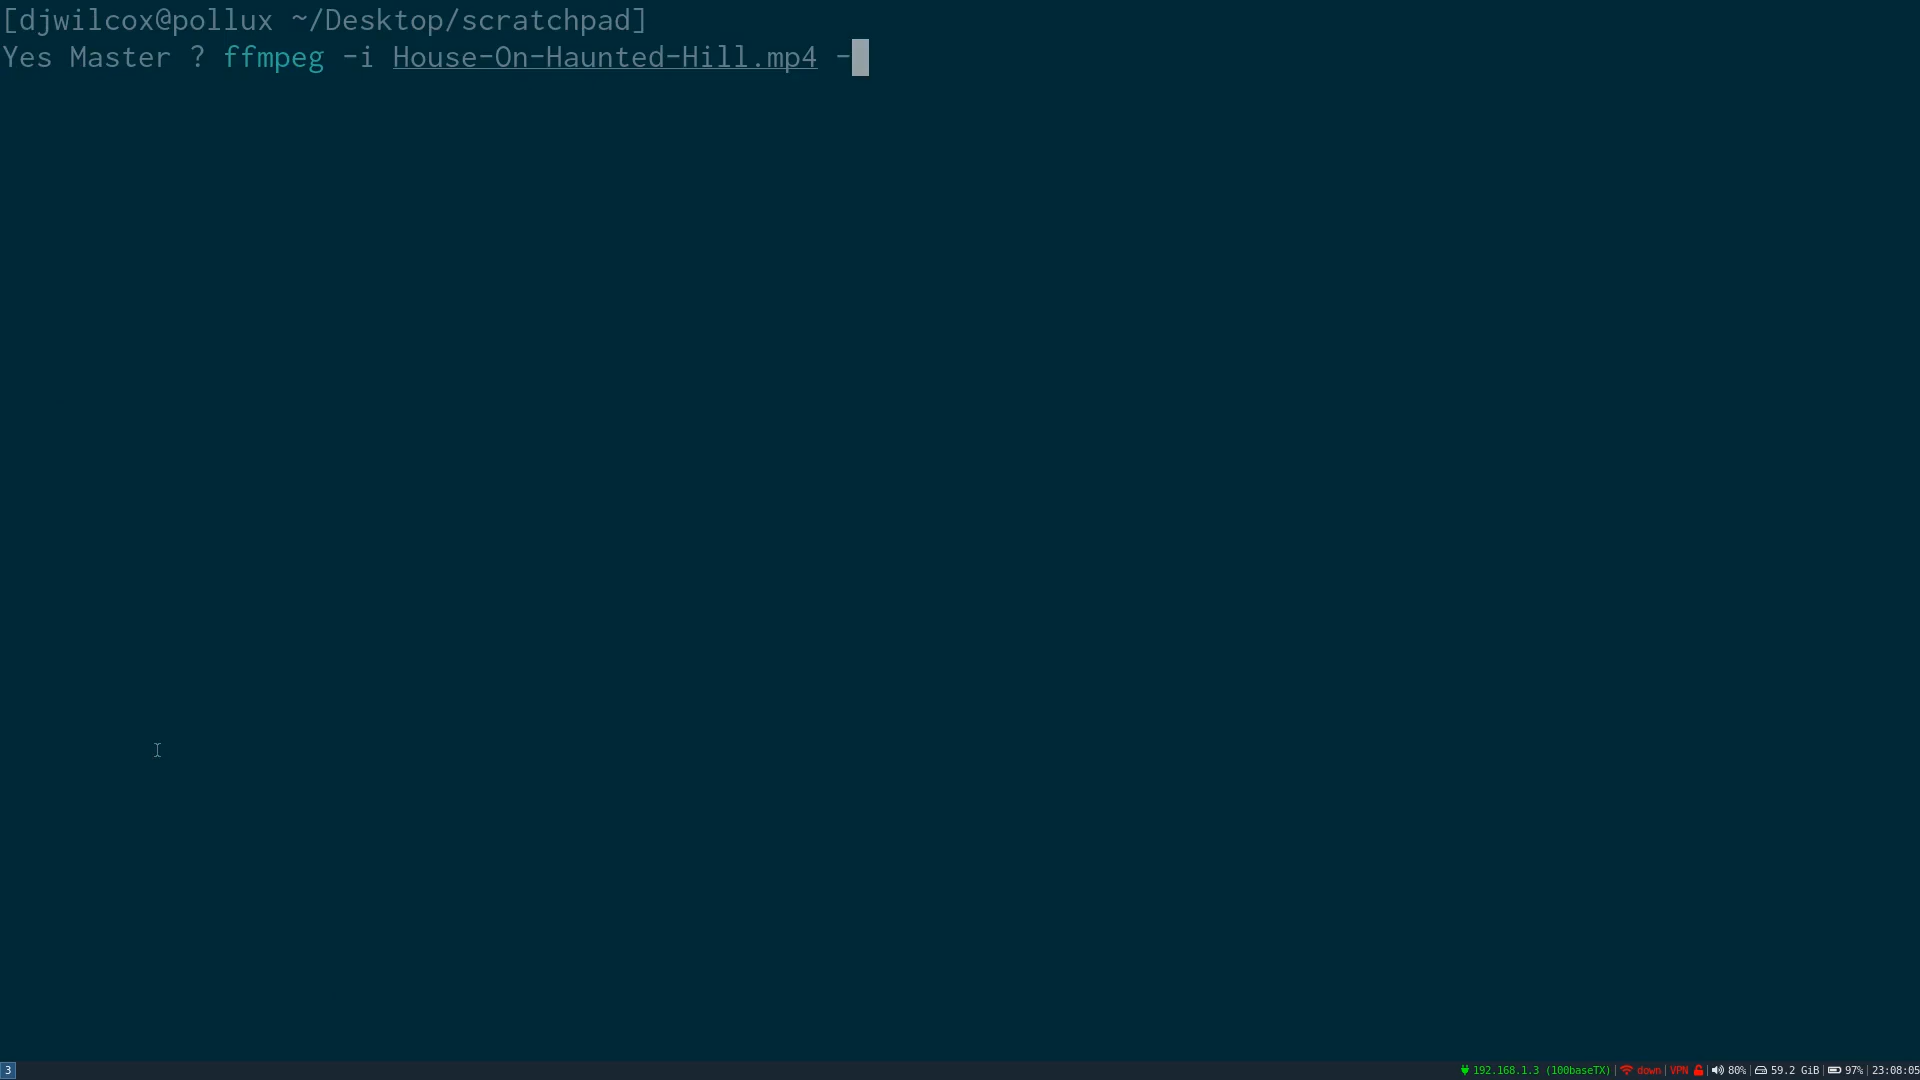 [djwilcox@pollux ~/Desktop/scratchpad]
Yes Master ? ffmpeg -i House-On-Haunted-Hill.mp4 -
3 192.168.1.3 (100baseTX)| down| VPN | 80%| 59.2 GiB| 97%| 23:08:05